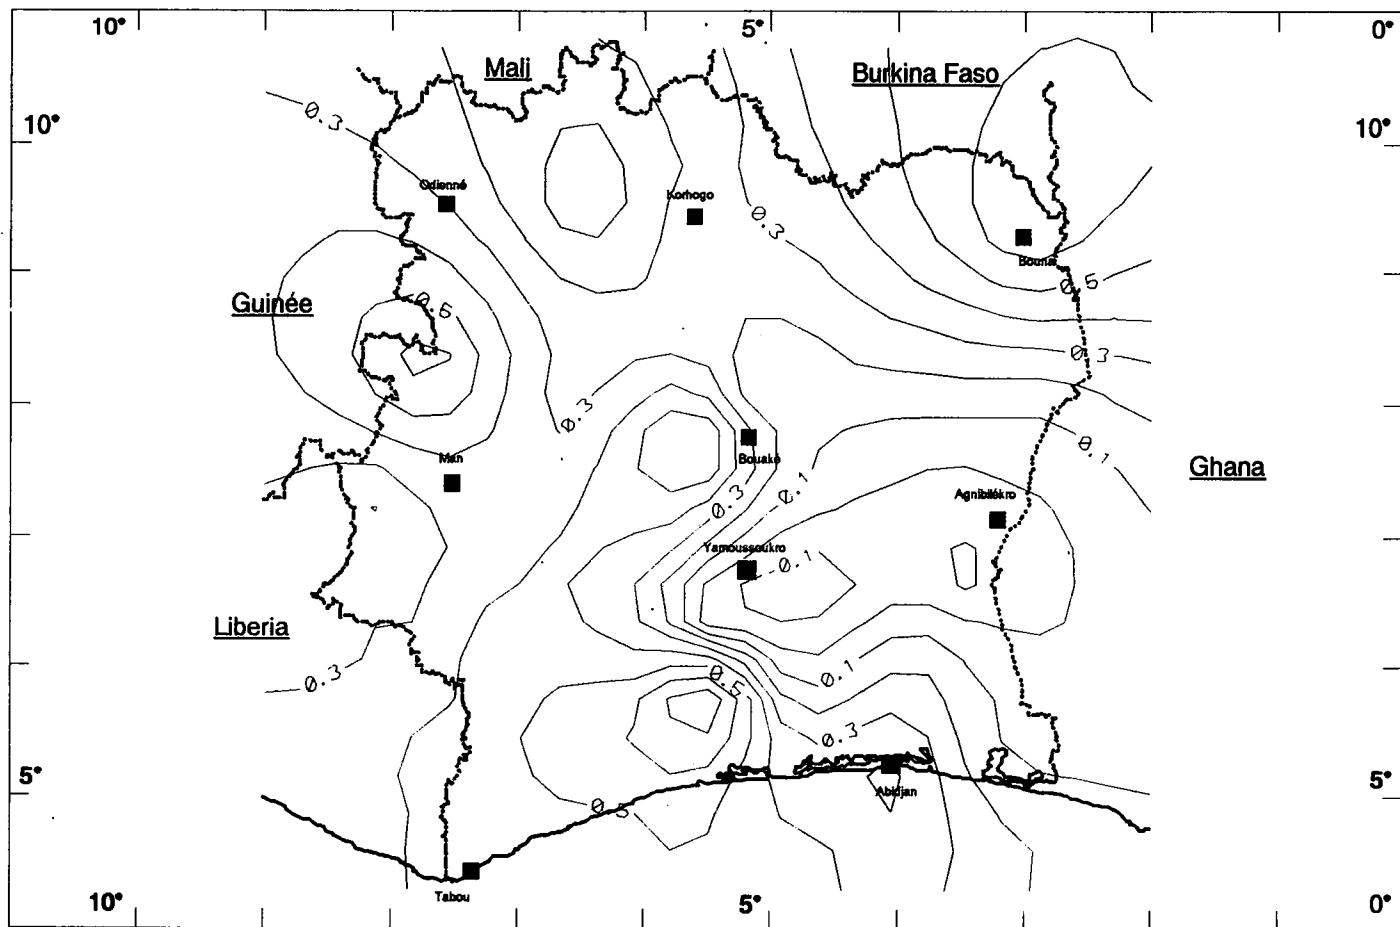 10° 5° 0°
Mali
Burkina Faso
0.3
10° 10°
Odienné
Korhogo
0.3
Bouna
0.5
Guinée
0.5
0.3
0.3
Bouaké
0.1
Man
Ghana
0.1
Agnibilékro
0.3
Yamoussoukro
-0.1
Liberia
0.1
0.3
0.5
0.3
5° 5°
Abidjan
0.5
Tabou
10° 5° 0°